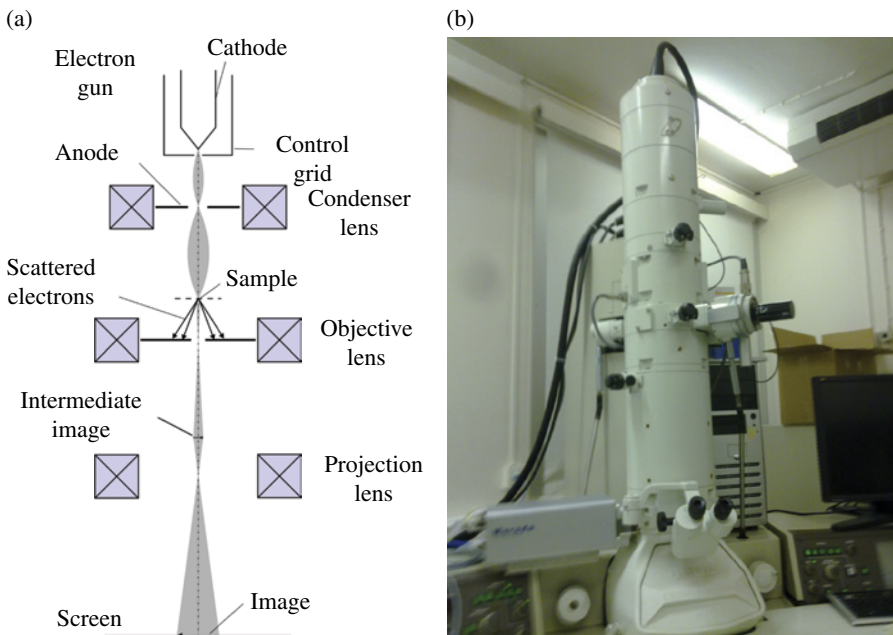 (a)
(b)
Cathode
Electron
gun
Anode
Control
grid
Condenser
lens
Scattered
electrons
Sample
Objective
lens
Intermediate
image
Projection
lens
Image
Screen